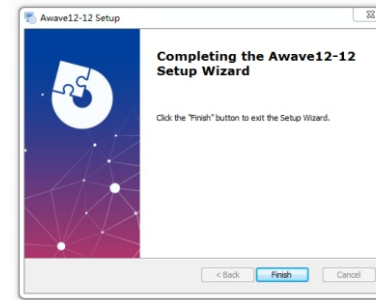 Awave12-12 Setup
Completing the Awave12-12
Setup Wizard
Click the "Finish" button to exit the Setup Wizard.
< Back
Finish
Cancel